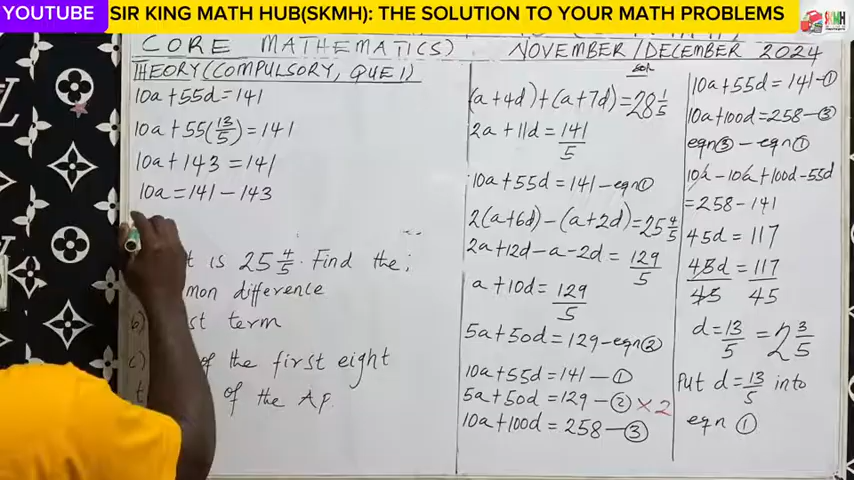 YOUTUBE
SIR KING MATH HUB(SKMH): THE SOLUTION TO YOUR MATH PROBLEMS
SKMH
CORE MATHEMATICS)
NOVEMBER/DECEMBER 2024
THEORY (COMPULSORY, QUE 1)
10a+55d=141
10a+55(13/5)=141
10a+143=141
10a=141-143
is 25 4/5. Find the;
difference
term
of the first eight
of the AP.
soln
(a+4d)+(a+7d)=28 1/5
2a+11d=141/5
10a+55d=141-eqn①
2(a+6d)-(a+2d)=25 4/5
2a+12d-a-2d=129/5
a+10d=129/5
5a+50d=129-eqn②
10a+55d=141-①
5a+50d=129-② ×2
10a+100d=258-③
10a+55d=141-①
10a+100d=258-③
eqn③-eqn①
10a-10a+100d-55d
=258-141
45d=117
45d/45=117/45
d=13/5=2 3/5
Put d=13/5 into
eqn ①